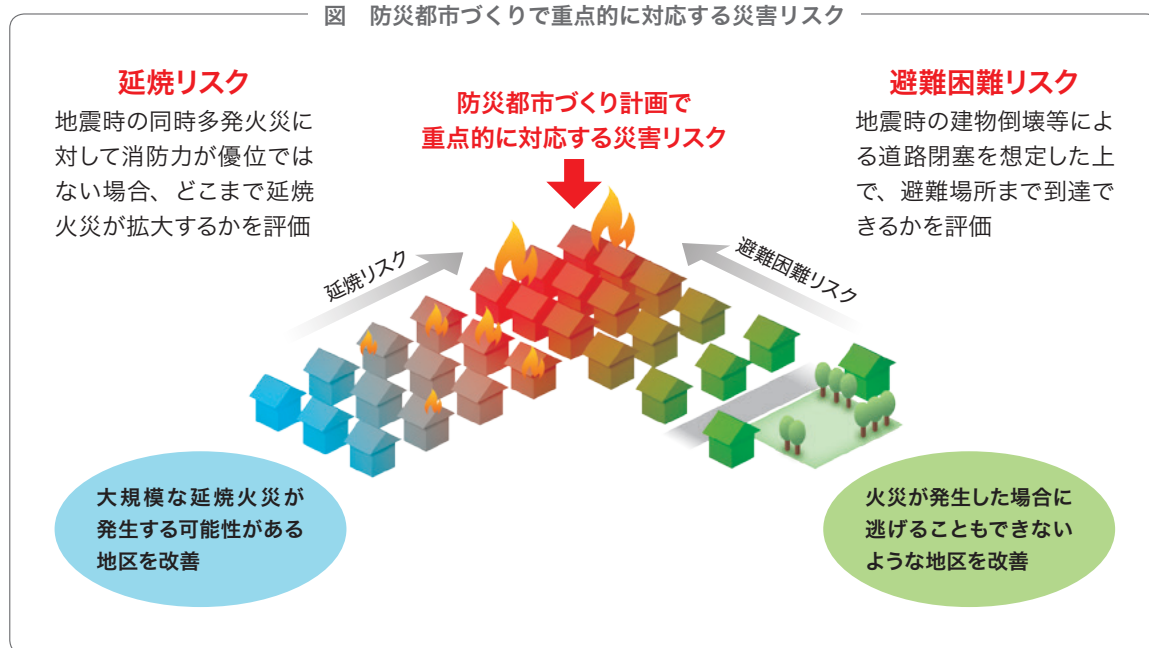 図　防災都市づくりで重点的に対応する災害リスク
延焼リスク
地震時の同時多発火災に
対して消防力が優位では
ない場合、どこまで延焼
火災が拡大するかを評価
防災都市づくり計画で
重点的に対応する災害リスク
避難困難リスク
地震時の建物倒壊等によ
る道路閉塞を想定した上
で、避難場所まで到達で
きるかを評価
延焼リスク
避難困難リスク
大規模な延焼火災が
発生する可能性がある
地区を改善
火災が発生した場合に
逃げることもできない
ような地区を改善